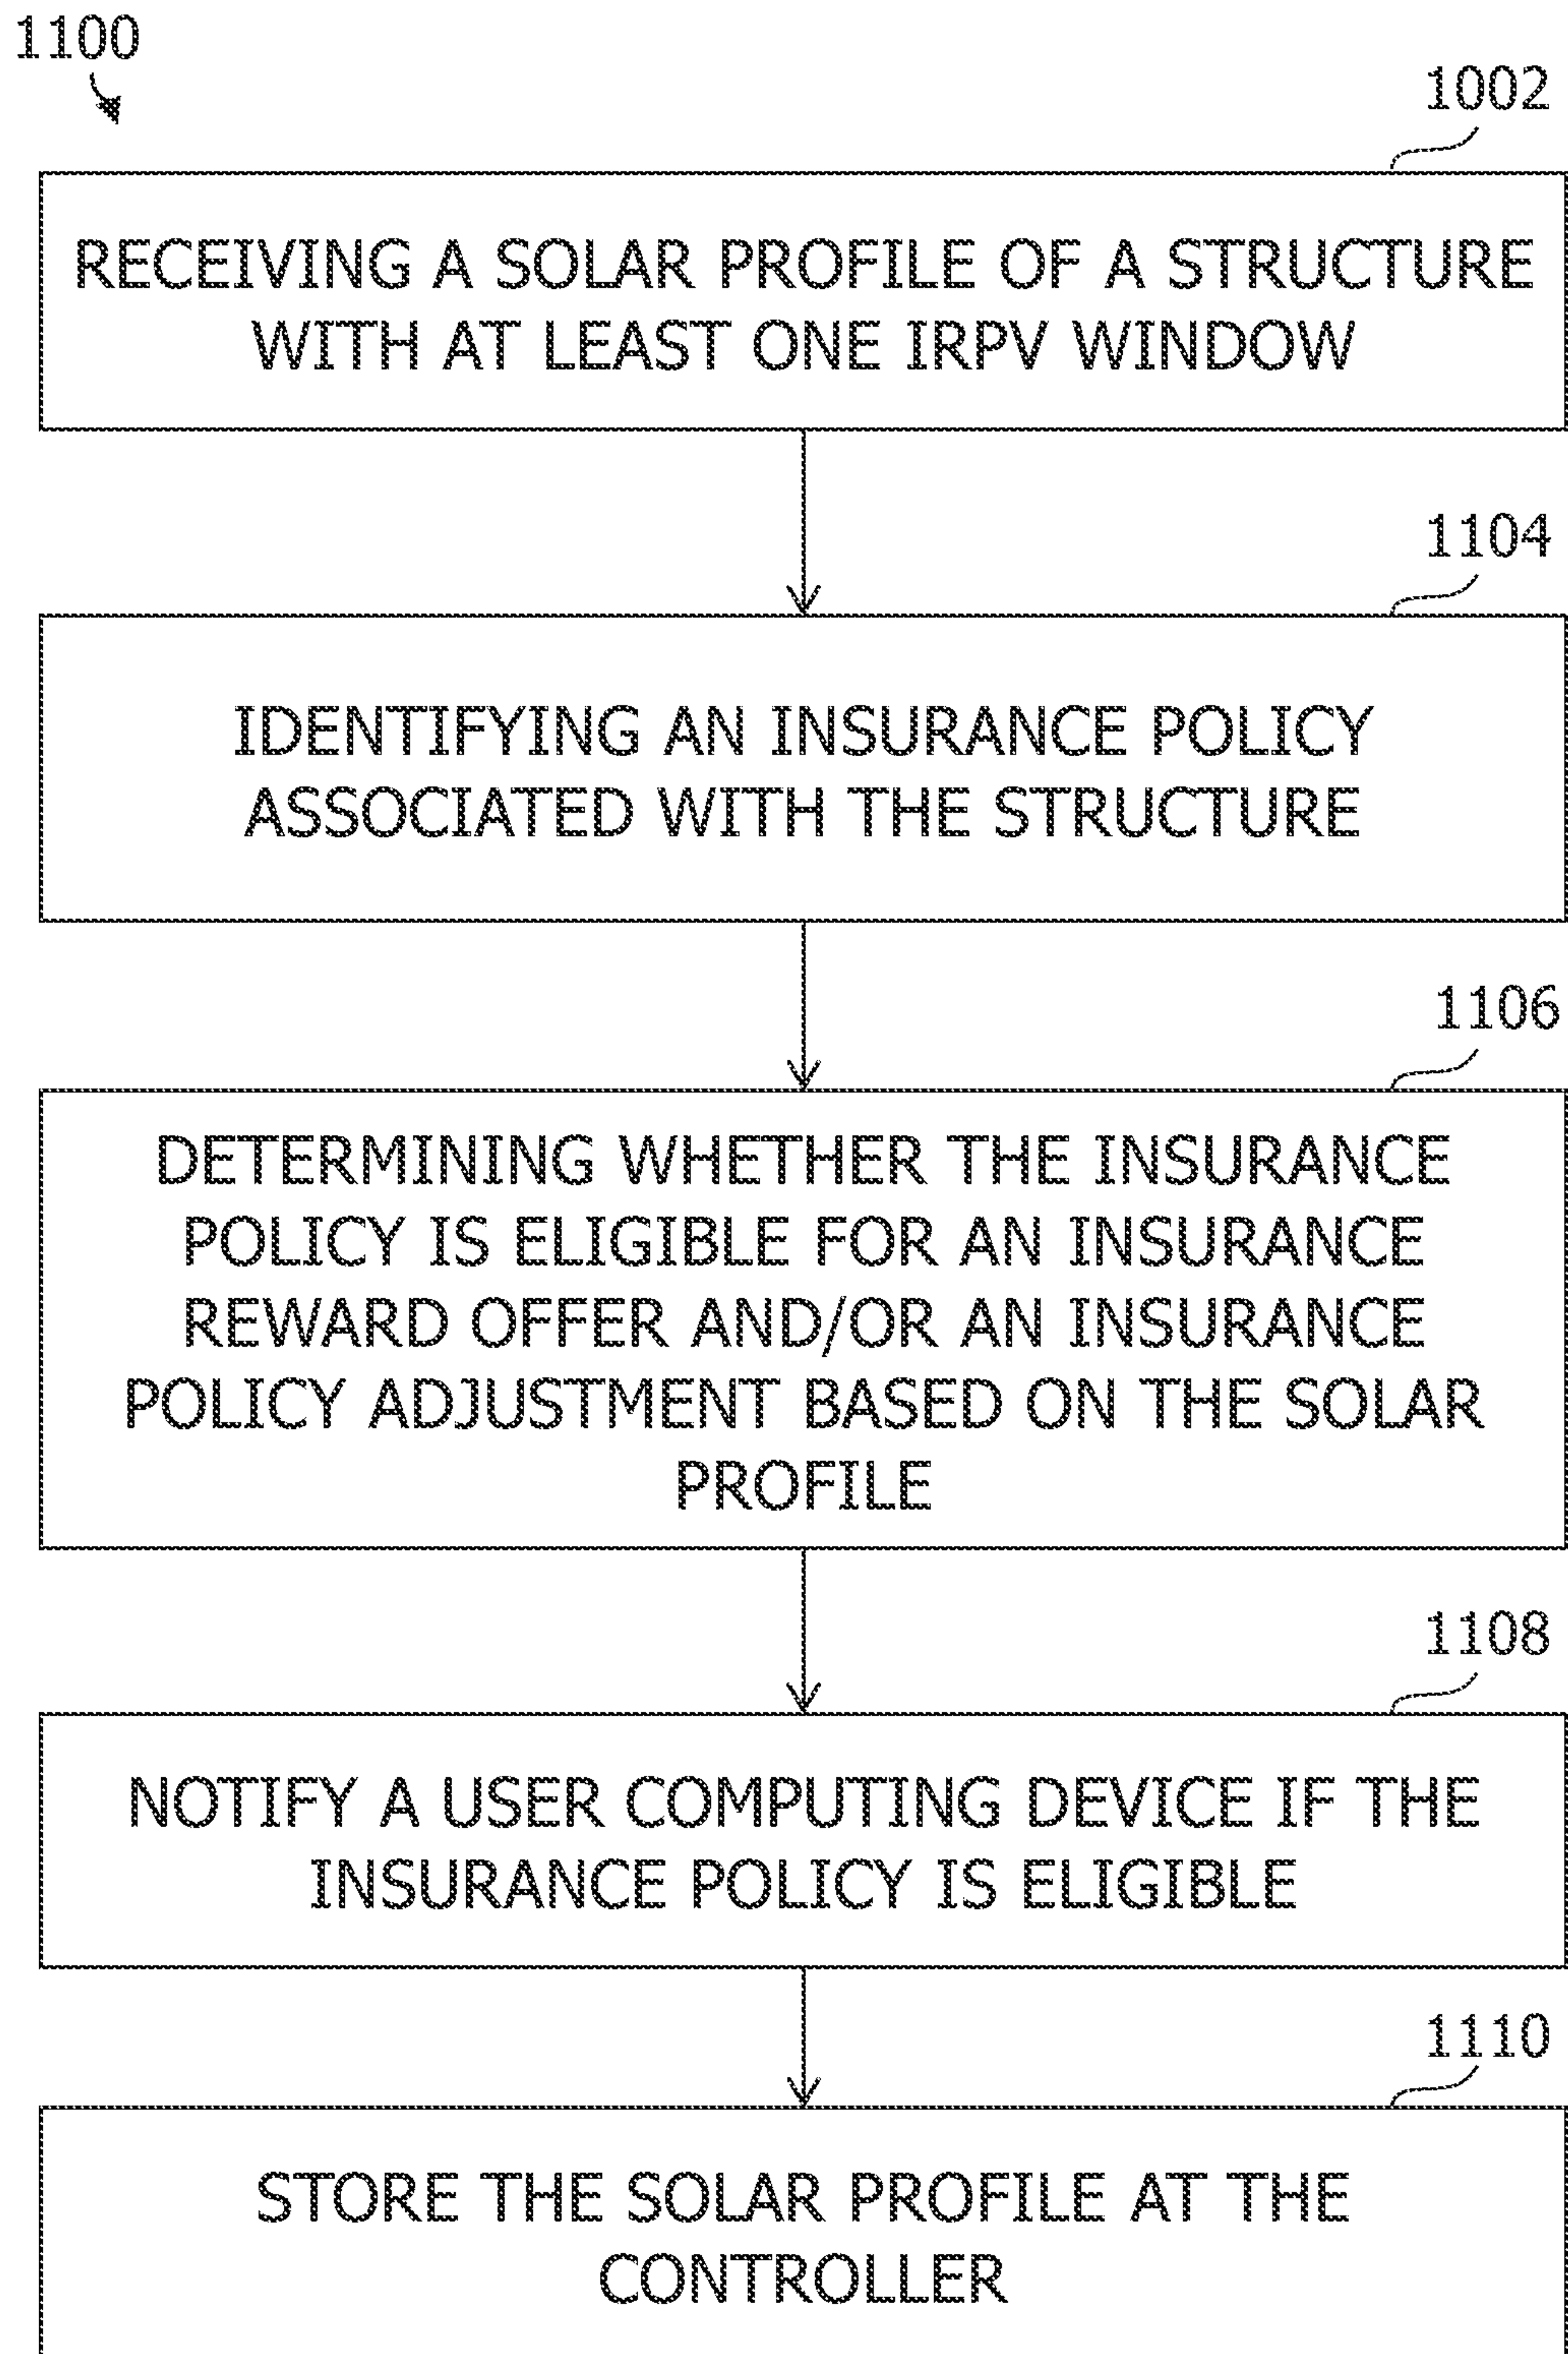 1100
1002
RECEIVING A SOLAR PROFILE OF A STRUCTURE
WITH AT LEAST ONE IRPV WINDOW
1104
IDENTIFYING AN INSURANCE POLICY
ASSOCIATED WITH THE STRUCTURE
1106
DETERMINING WHETHER THE INSURANCE
POLICY IS ELIGIBLE FOR AN INSURANCE
REWARD OFFER AND/OR AN INSURANCE
POLICY ADJUSTMENT BASED ON THE SOLAR
PROFILE
1108
NOTIFY A USER COMPUTING DEVICE IF THE
INSURANCE POLICY IS ELIGIBLE
1110
STORE THE SOLAR PROFILE AT THE
CONTROLLER